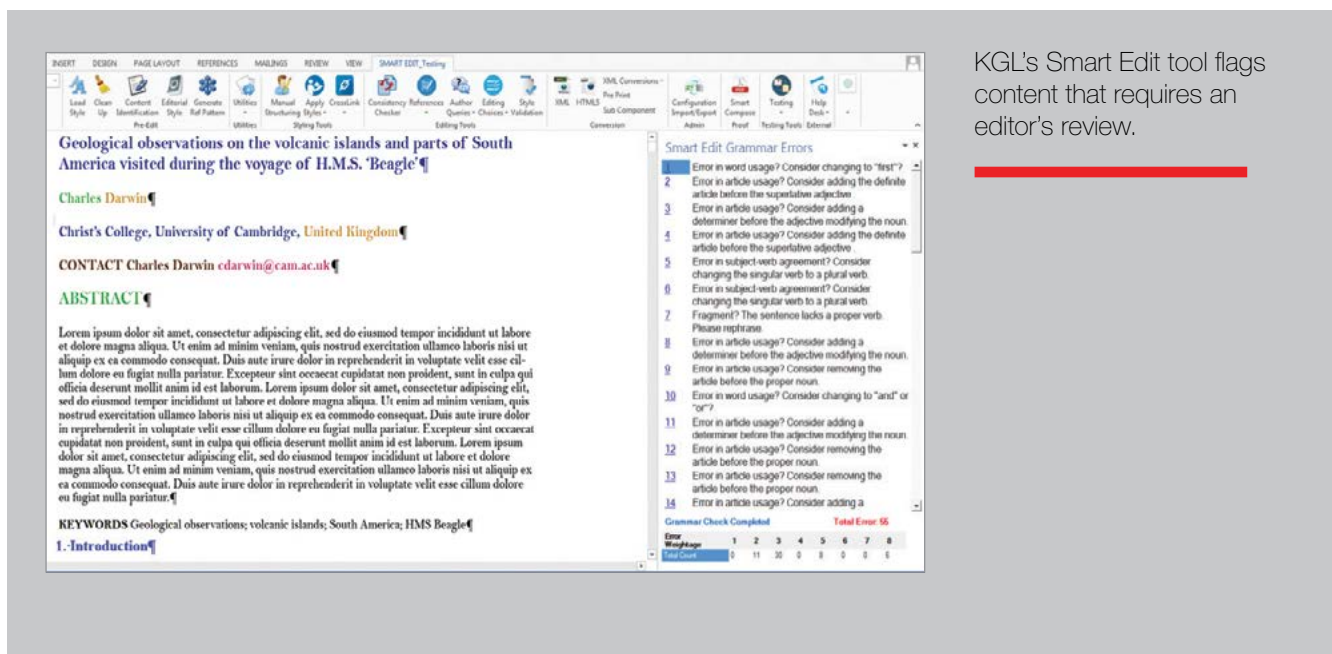 INSERT DESIGN PAGE LAYOUT REFERENCES MAILINGS REVIEW VIEW SMART EDIT_Testing
Load Style Clean Up Content Identification Editorial Style Generate Ref Pattern Utilities Manual Structuring Apply Styles CrossLink Consistency Checker References Author Queries Editing Choices Style Validation XML HTML5 XML Conversions Pre Print Sub Component Configuration Import/Export Smart Compose Testing Help Desk
Pre-Edit Utilities Styling Tools Editing Tools Conversion Admin Proof Testing Tools External
Geological observations on the volcanic islands and parts of South
America visited during the voyage of H.M.S. ‘Beagle’¶
Charles Darwin¶
Christ’s College, University of Cambridge, United Kingdom¶
CONTACT Charles Darwin cdarwin@cam.ac.uk¶
ABSTRACT¶
Lorem ipsum dolor sit amet, consectetur adipiscing elit, sed do eiusmod tempor incididunt ut labore
et dolore magna aliqua. Ut enim ad minim veniam, quis nostrud exercitation ullamco laboris nisi ut
aliquip ex ea commodo consequat. Duis aute irure dolor in reprehenderit in voluptate velit esse cil-
lum dolore eu fugiat nulla pariatur. Excepteur sint occaecat cupidatat non proident, sunt in culpa qui
officia deserunt mollit anim id est laborum. Lorem ipsum dolor sit amet, consectetur adipiscing elit,
sed do eiusmod tempor incididunt ut labore et dolore magna aliqua. Ut enim ad minim veniam, quis
nostrud exercitation ullamco laboris nisi ut aliquip ex ea commodo consequat. Duis aute irure dolor
in reprehenderit in voluptate velit esse cillum dolore eu fugiat nulla pariatur. Excepteur sint occaecat
cupidatat non proident, sunt in culpa qui officia deserunt mollit anim id est laborum. Lorem ipsum
dolor sit amet, consectetur adipiscing elit, sed do eiusmod tempor incididunt ut labore et dolore
magna aliqua. Ut enim ad minim veniam, quis nostrud exercitation ullamco laboris nisi ut aliquip ex
ea commodo consequat. Duis aute irure dolor in reprehenderit in voluptate velit esse cillum dolore
eu fugiat nulla pariatur.¶
KEYWORDS Geological observations; volcanic islands; South America; HMS Beagle¶
1. Introduction¶
Smart Edit Grammar Errors
1 Error in word usage? Consider changing to "first"?
2 Error in article usage? Consider adding the definite
article before the superlative adjective
3 Error in article usage? Consider adding a
determiner before the adjective modifying the noun.
4 Error in article usage? Consider adding the definite
article before the superlative adjective .
5 Error in subject-verb agreement? Consider
changing the singular verb to a plural verb.
6 Error in subject-verb agreement? Consider
changing the singular verb to a plural verb.
7 Fragment? The sentence lacks a proper verb.
Please rephrase.
8 Error in article usage? Consider adding a
determiner before the adjective modifying the noun.
9 Error in article usage? Consider removing the
article before the proper noun.
10 Error in word usage? Consider changing to "and" or
"or"?
11 Error in article usage? Consider adding a
determiner before the adjective modifying the noun.
12 Error in article usage? Consider removing the
article before the proper noun.
13 Error in article usage? Consider removing the
article before the proper noun.
14 Error in article usage? Consider adding a
Grammar Check Completed Total Error: 55
Error Weightage 1 2 3 4 5 6 7 8
Total Count 0 11 30 0 8 0 0 6
KGL’s Smart Edit tool flags
content that requires an
editor’s review.